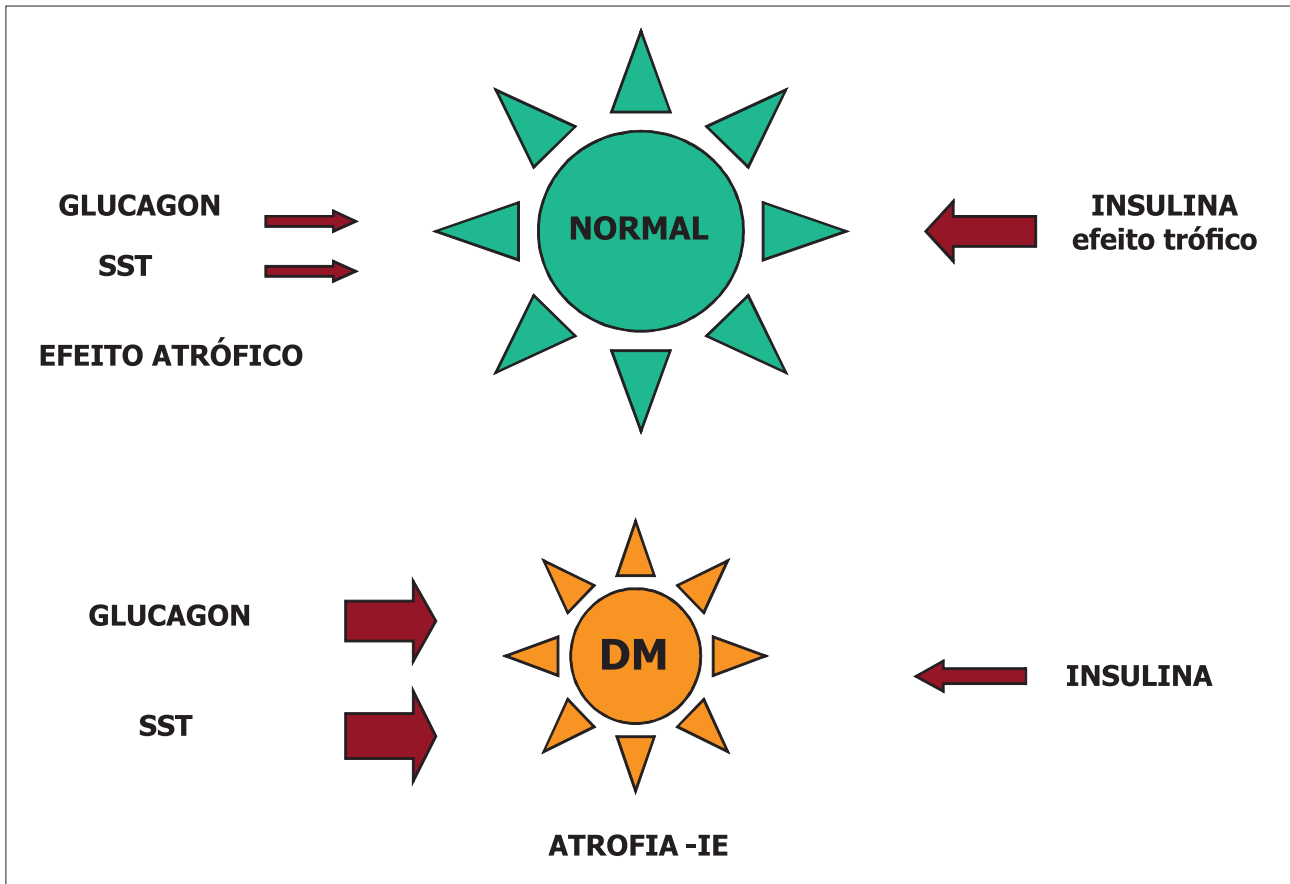 GLUCAGON
SST
EFEITO ATRÓFICO
NORMAL
INSULINA
efeito trófico
GLUCAGON
SST
DM
INSULINA
ATROFIA -IE